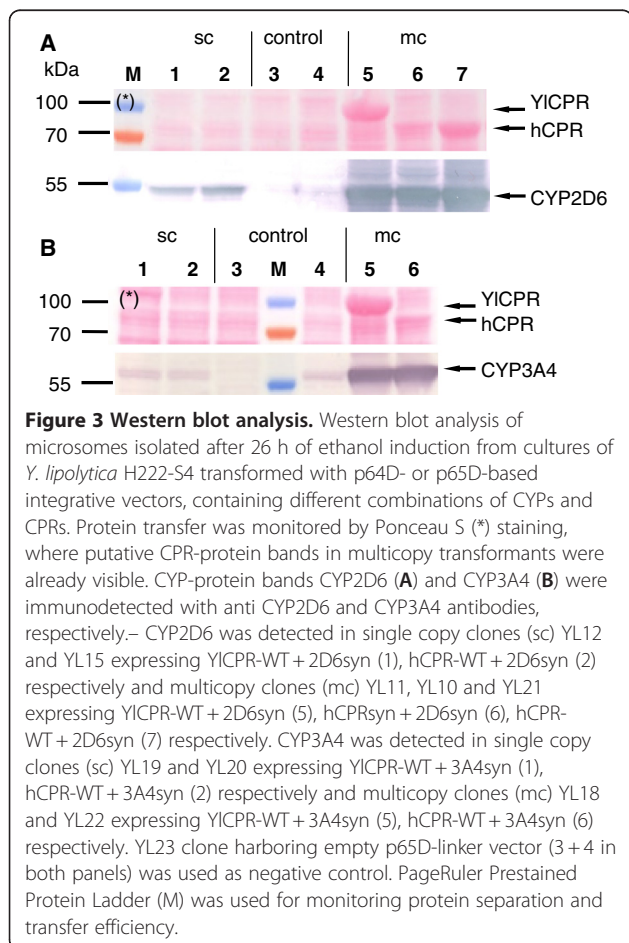 A sc control mc
kDa M 1 2 3 4 5 6 7
100 (*) YlCPR
70 hCPR
55 CYP2D6
B sc control mc
1 2 3 M 4 5 6
100 (*) YlCPR
70 hCPR
55 CYP3A4
Figure 3 Western blot analysis. Western blot analysis of
microsomes isolated after 26 h of ethanol induction from cultures of
Y. lipolytica H222-S4 transformed with p64D- or p65D-based
integrative vectors, containing different combinations of CYPs and
CPRs. Protein transfer was monitored by Ponceau S (*) staining,
where putative CPR-protein bands in multicopy transformants were
already visible. CYP-protein bands CYP2D6 (A) and CYP3A4 (B) were
immunodetected with anti CYP2D6 and CYP3A4 antibodies,
respectively.– CYP2D6 was detected in single copy clones (sc) YL12
and YL15 expressing YlCPR-WT + 2D6syn (1), hCPR-WT + 2D6syn (2)
respectively and multicopy clones (mc) YL11, YL10 and YL21
expressing YlCPR-WT + 2D6syn (5), hCPRsyn + 2D6syn (6), hCPR-
WT + 2D6syn (7) respectively. CYP3A4 was detected in single copy
clones (sc) YL19 and YL20 expressing YlCPR-WT + 3A4syn (1),
hCPR-WT + 3A4syn (2) respectively and multicopy clones (mc) YL18
and YL22 expressing YlCPR-WT + 3A4syn (5), hCPR-WT + 3A4syn (6)
respectively. YL23 clone harboring empty p65D-linker vector (3 + 4 in
both panels) was used as negative control. PageRuler Prestained
Protein Ladder (M) was used for monitoring protein separation and
transfer efficiency.